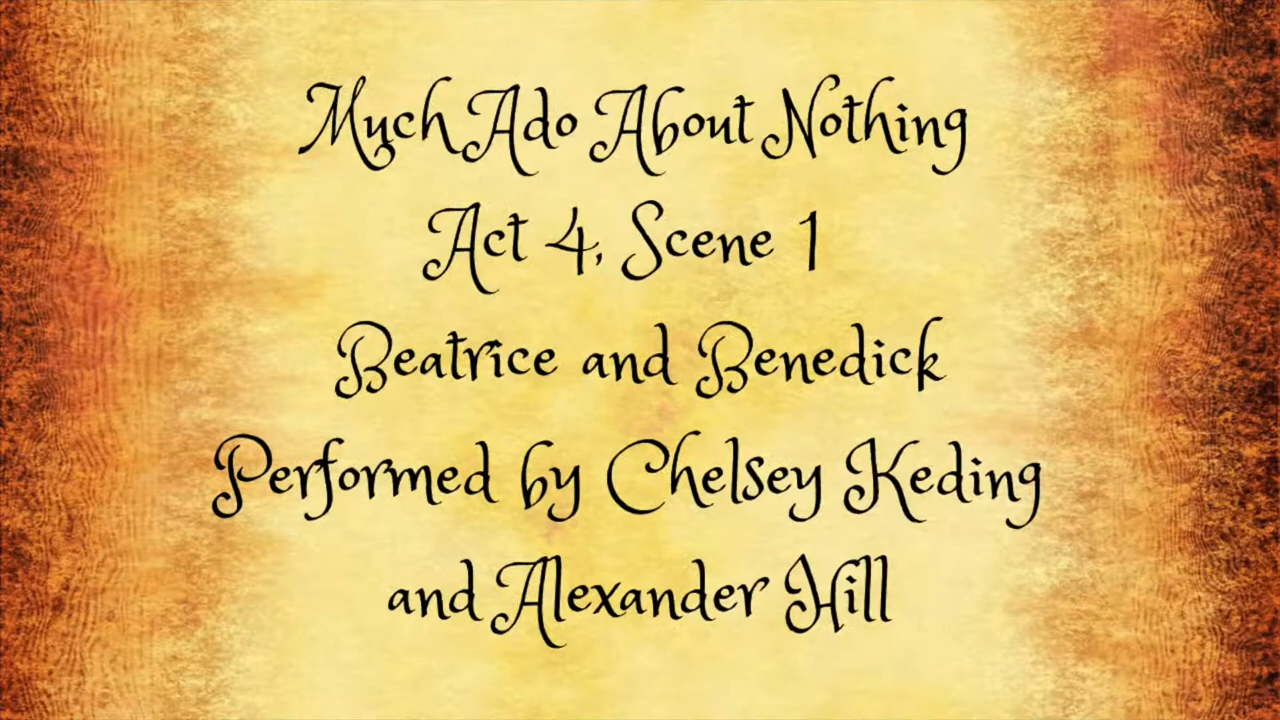 Much Ado About Nothing
Act 4, Scene 1
Beatrice and Benedick
Performed by Chelsey Keding
and Alexander Hill